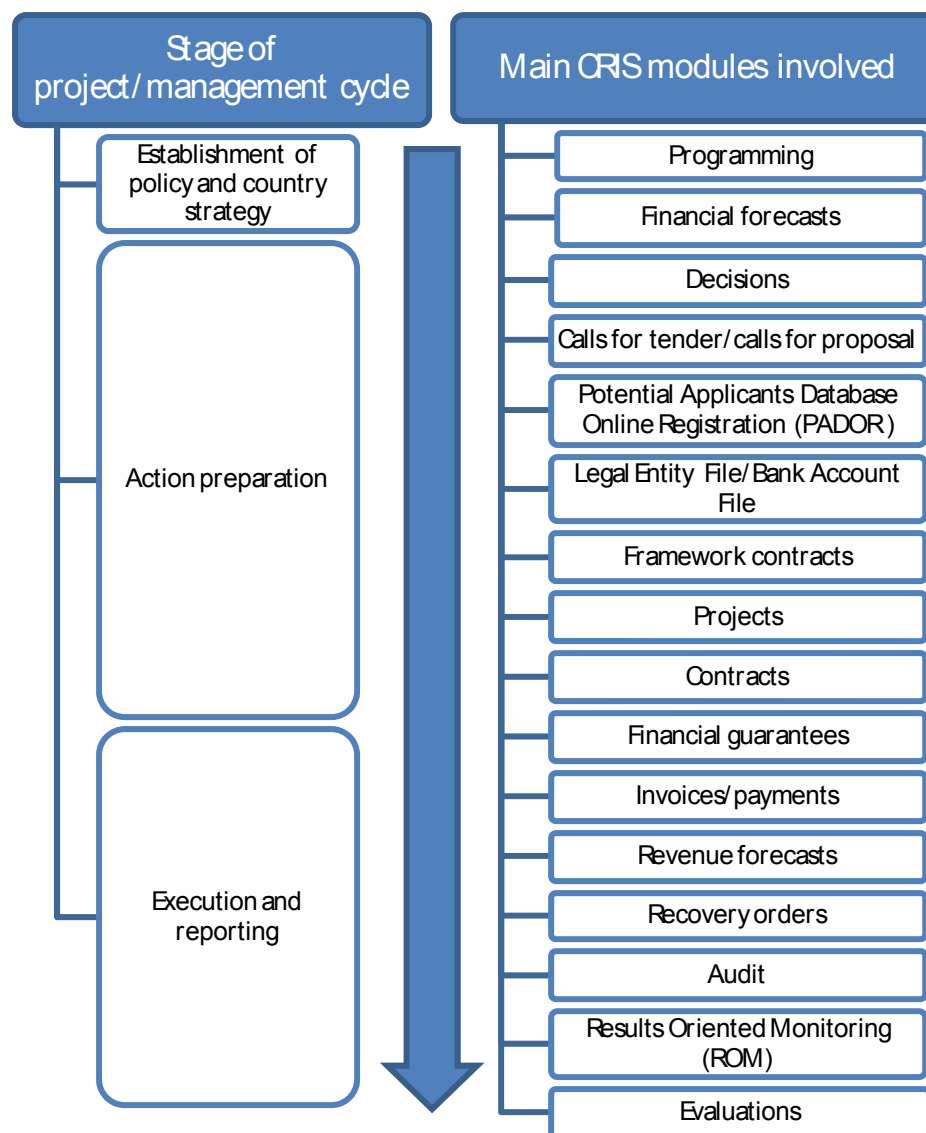 Stage of
project/ management cycle
Establishment of
policy and country
strategy
Action preparation
Execution and
reporting
Main CRIS modules involved
Programming
Financial forecasts
Decisions
Calls for tender/ calls for proposal
Potential Applicants Database
Online Registration (PADOR)
Legal Entity File/ Bank Account
File
Framework contracts
Projects
Contracts
Financial guarantees
Invoices/ payments
Revenue forecasts
Recovery orders
Audit
Results Oriented Monitoring
(ROM)
Evaluations